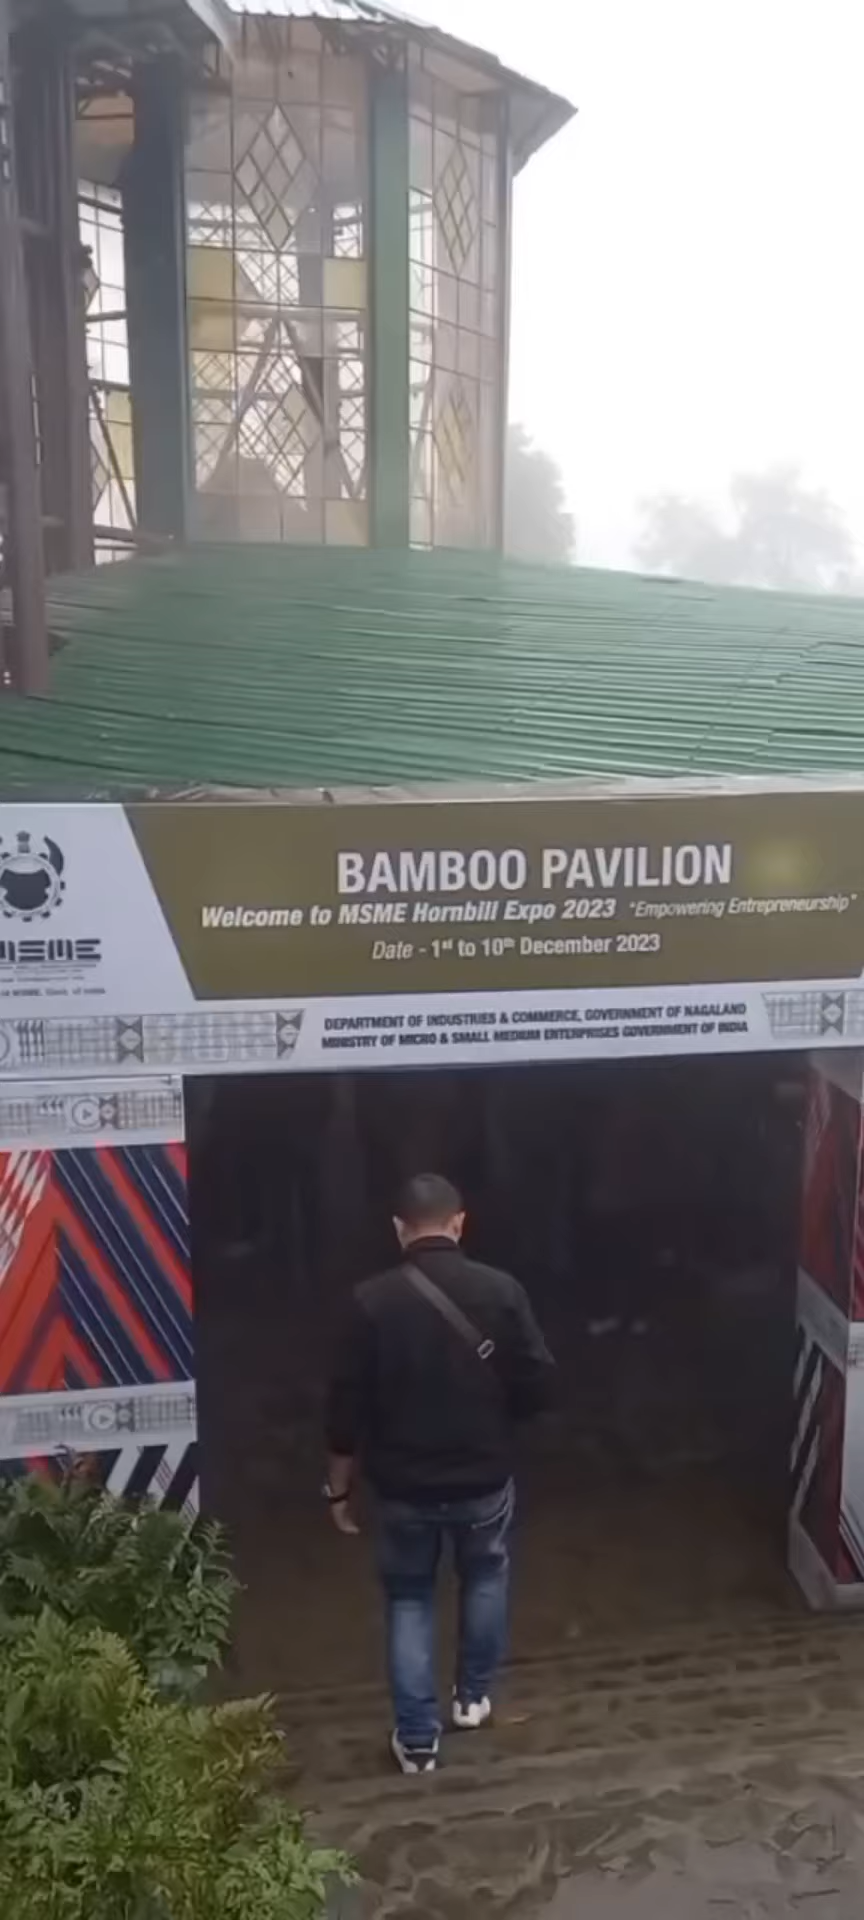 BAMBOO PAVILION
Welcome to MSME Hornbill Expo 2023 "Empowering Entrepreneurship"
Date - 1st to 10th December 2023
MSME
DEPARTMENT OF INDUSTRIES & COMMERCE, GOVERNMENT OF NAGALAND
MINISTRY OF MICRO & SMALL MEDIUM ENTERPRISES GOVERNMENT OF INDIA